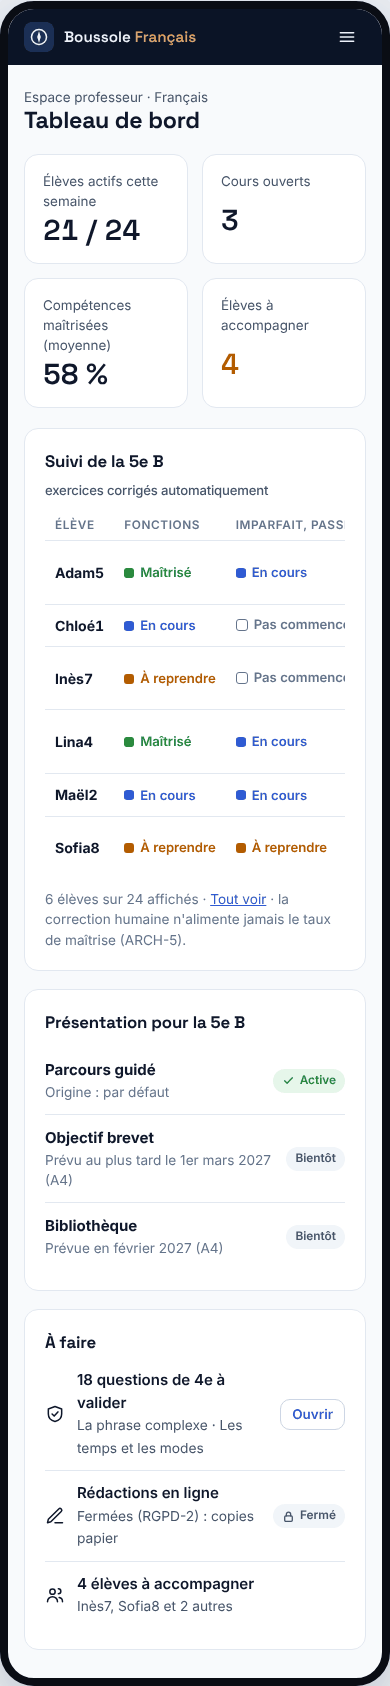 Boussole Français
Espace professeur · Français
Tableau de bord
Élèves actifs cette
semaine
21 / 24
Cours ouverts
3
Compétences
maîtrisées
(moyenne)
58 %
Élèves à
accompagner
4
Suivi de la 5e B
exercices corrigés automatiquement
ÉLÈVE FONCTIONS IMPARFAIT, PASS
Adam5 Maîtrisé En cours
Chloé1 En cours Pas commenc
Inès7 À reprendre Pas commenc
Lina4 Maîtrisé En cours
Maël2 En cours En cours
Sofia8 À reprendre À reprendre
6 élèves sur 24 affichés · Tout voir · la
correction humaine n'alimente jamais le taux
de maîtrise (ARCH-5).
Présentation pour la 5e B
Parcours guidé
Origine : par défaut
Active
Objectif brevet
Prévu au plus tard le 1er mars 2027
(A4)
Bientôt
Bibliothèque
Prévue en février 2027 (A4)
Bientôt
À faire
18 questions de 4e à
valider
La phrase complexe · Les
temps et les modes
Ouvrir
Rédactions en ligne
Fermées (RGPD-2) : copies
papier
Fermé
4 élèves à accompagner
Inès7, Sofia8 et 2 autres